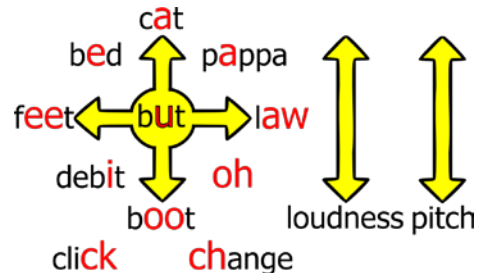 cat
bed pappa
feet but law
debit oh
boot loudness pitch
click change